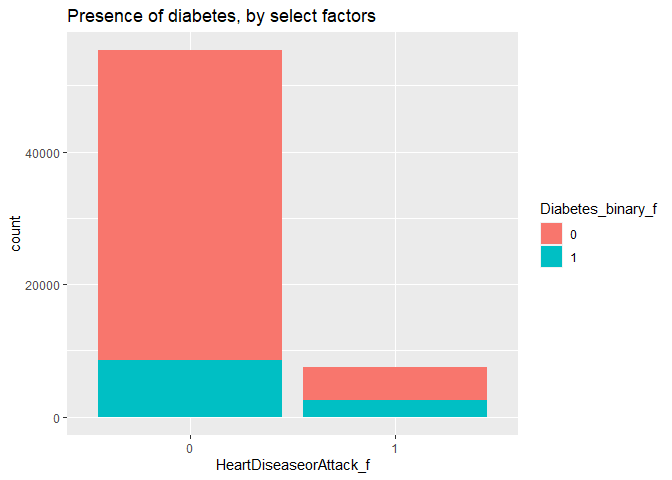 Presence of diabetes, by select factors
count
40000
20000
0
0
1
HeartDiseaseorAttack_f
Diabetes_binary_f
0
1